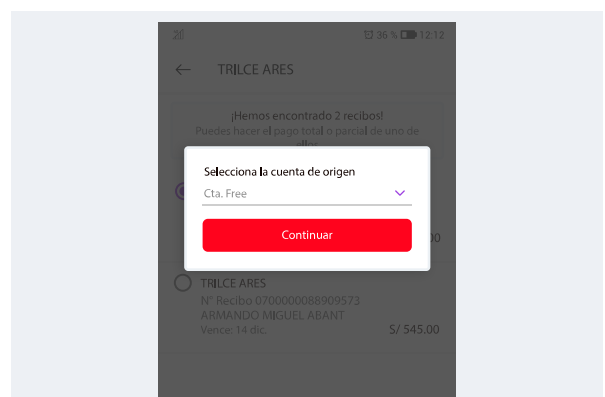 36 % 12:12
TRILCE ARES
¡Hemos encontrado 2 recibos!
Puedes hacer el pago total o parcial de uno de
ellos
Selecciona la cuenta de origen
Cta. Free
Continuar
00
TRILCE ARES
N° Recibo 0700000088909573
ARMANDO MIGUEL ABANT
Vence: 14 dic.
S/ 545.00